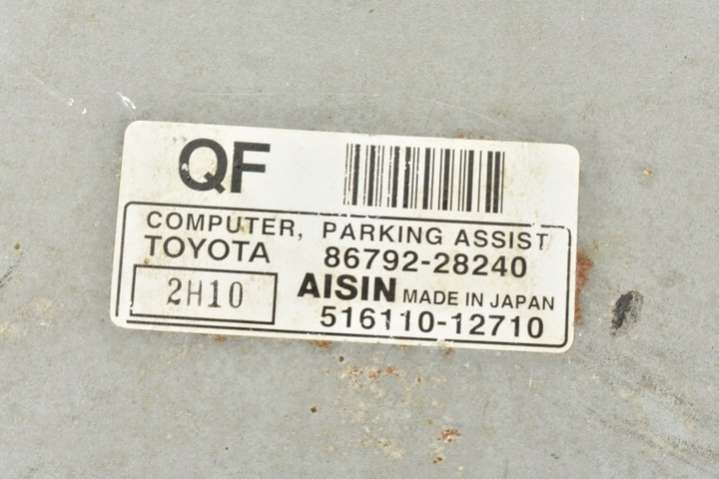 QF
COMPUTER, PARKING ASSIST
TOYOTA 86792-28240
2H10 AISIN MADE IN JAPAN
516110-12710